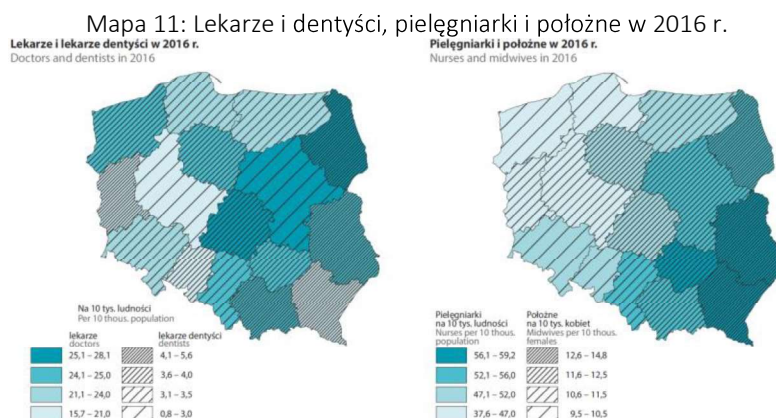 Mapa 11: Lekarze i dentyści, pielęgniarki i położne w 2016 r.
Lekarze i lekarze dentyści w 2016 r.
Doctors and dentists in 2016
Na 10 tys. ludności
Per 10 thous. population
lekarze
doctors
lekarze dentyści
dentists
25,1 – 28,1
4,1 – 5,6
24,1 – 25,0
3,6 – 4,0
21,1 – 24,0
3,1 – 3,5
15,7 – 21,0
0,8 – 3,0
Pielęgniarki i położne w 2016 r.
Nurses and midwives in 2016
Pielęgniarki
na 10 tys. ludności
Nurses per 10 thous.
population
Położne
na 10 tys. kobiet
Midwives per 10 thous.
females
56,1 – 59,2
12,6 – 14,8
52,1 – 56,0
11,6 – 12,5
47,1 – 52,0
10,6 – 11,5
37,6 – 47,0
9,5 – 10,5